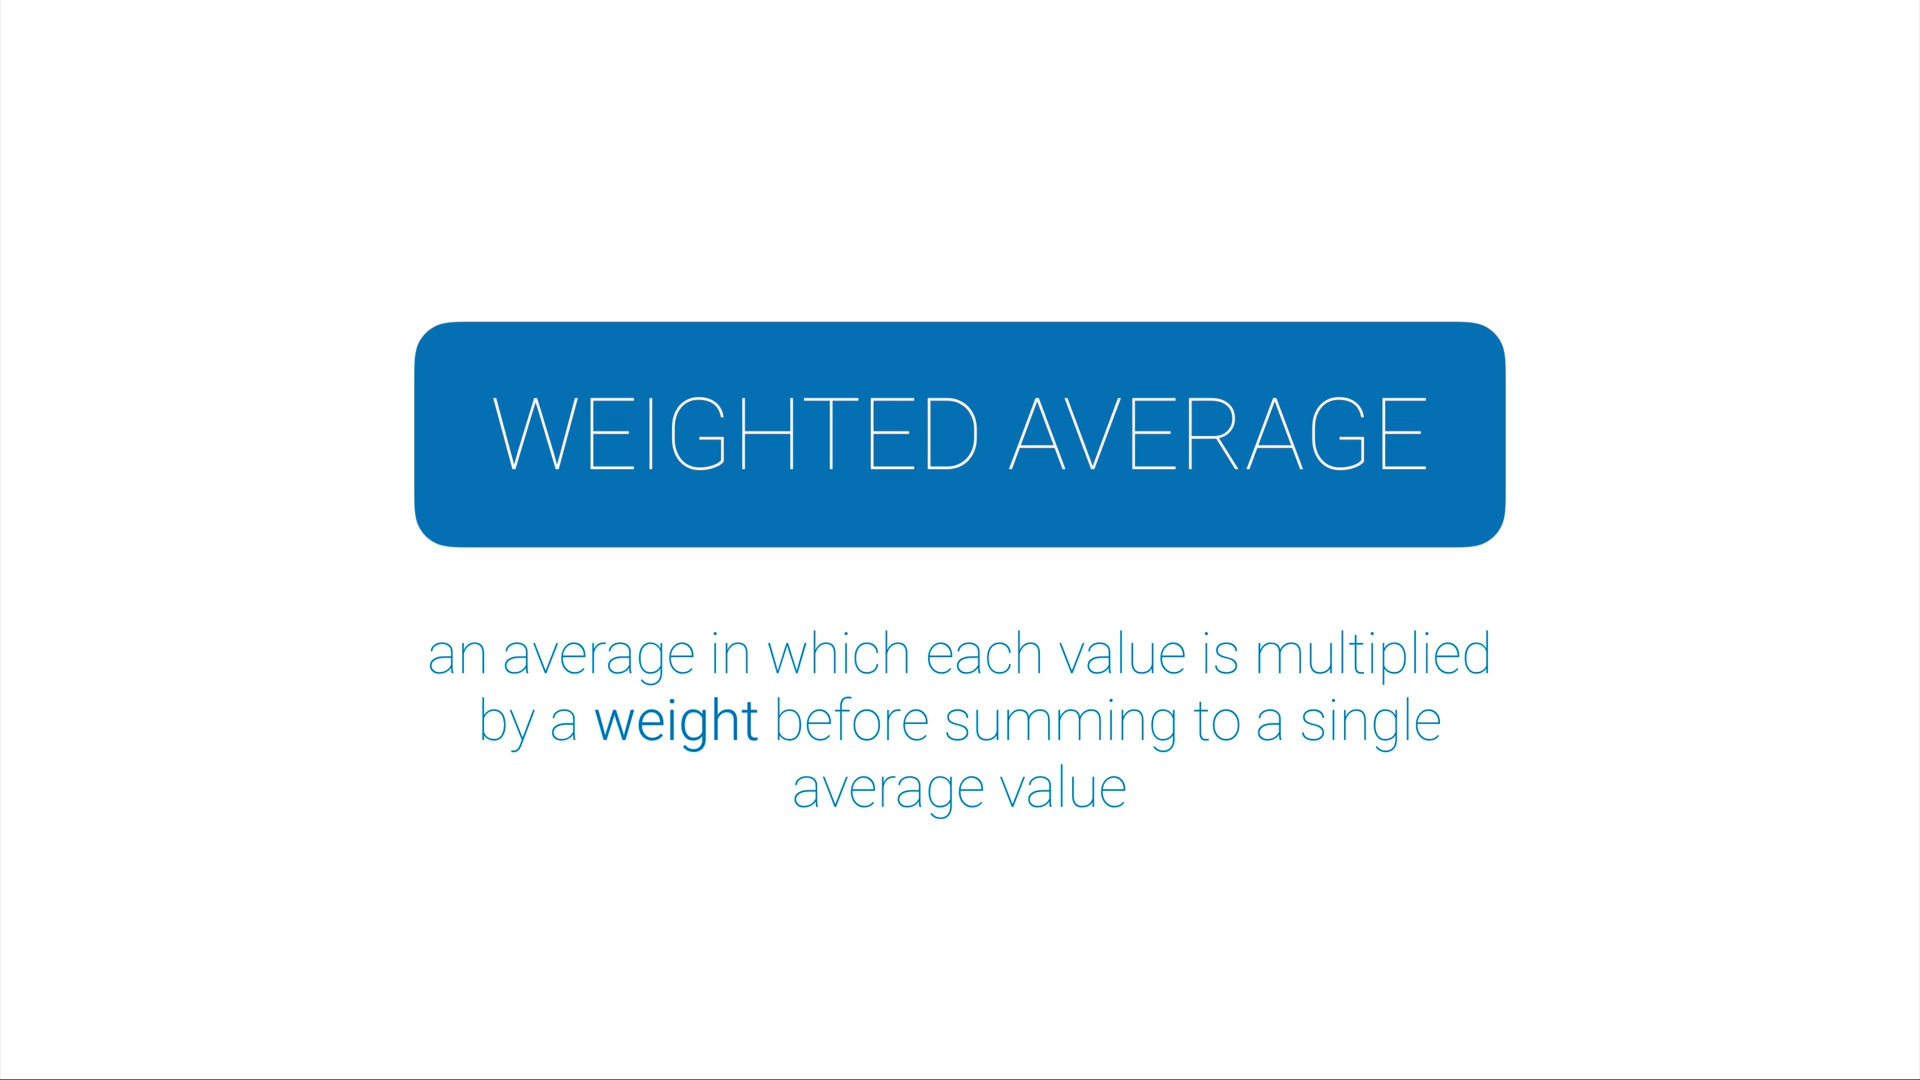 WEIGHTED AVERAGE
an average in which each value is multiplied
by a weight before summing to a single
average value